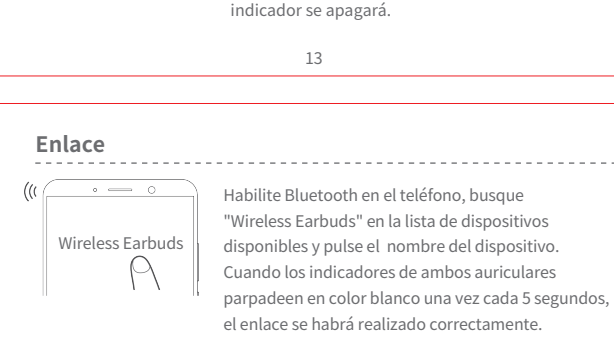 indicador se apagará.
13
Enlace
Wireless Earbuds
Habilite Bluetooth en el teléfono, busque
"Wireless Earbuds" en la lista de dispositivos
disponibles y pulse el nombre del dispositivo.
Cuando los indicadores de ambos auriculares
parpadeen en color blanco una vez cada 5 segundos,
el enlace se habrá realizado correctamente.